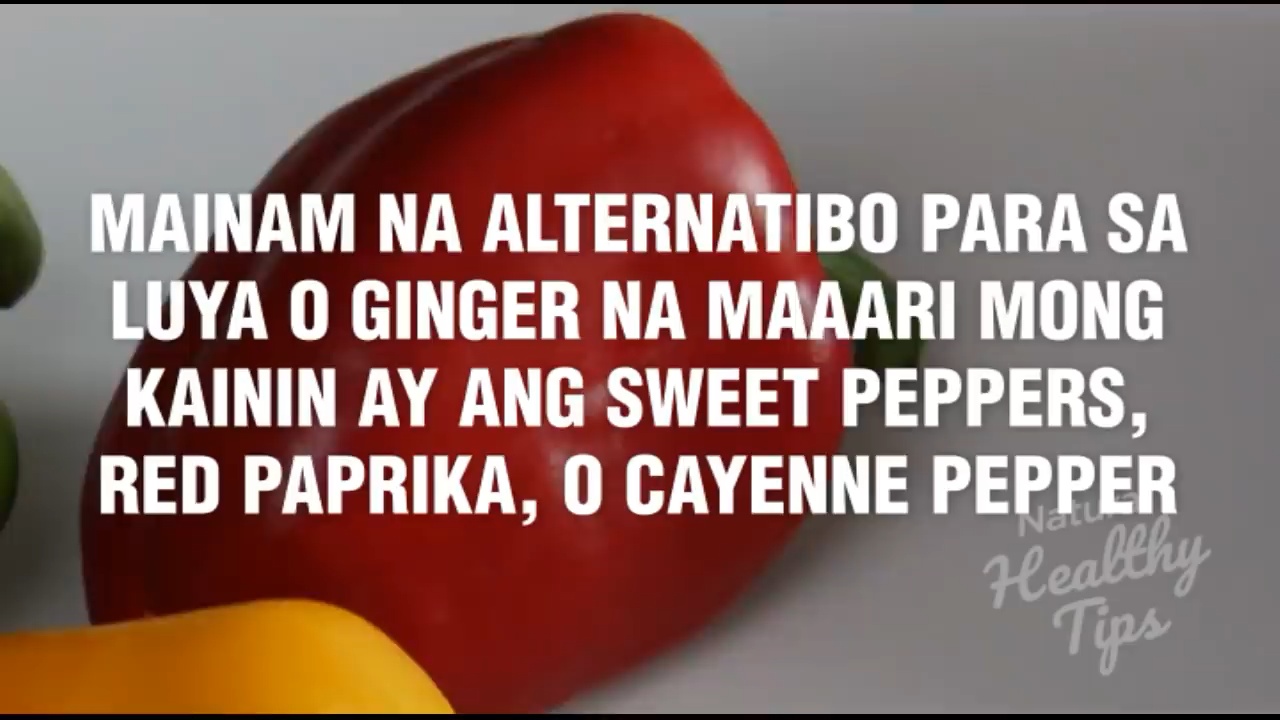 MAINAM NA ALTERNATIBO PARA SA
LUYA O GINGER NA MAAARI MONG
KAININ AY ANG SWEET PEPPERS,
RED PAPRIKA, O CAYENNE PEPPER
Natural
Healthy
Tips